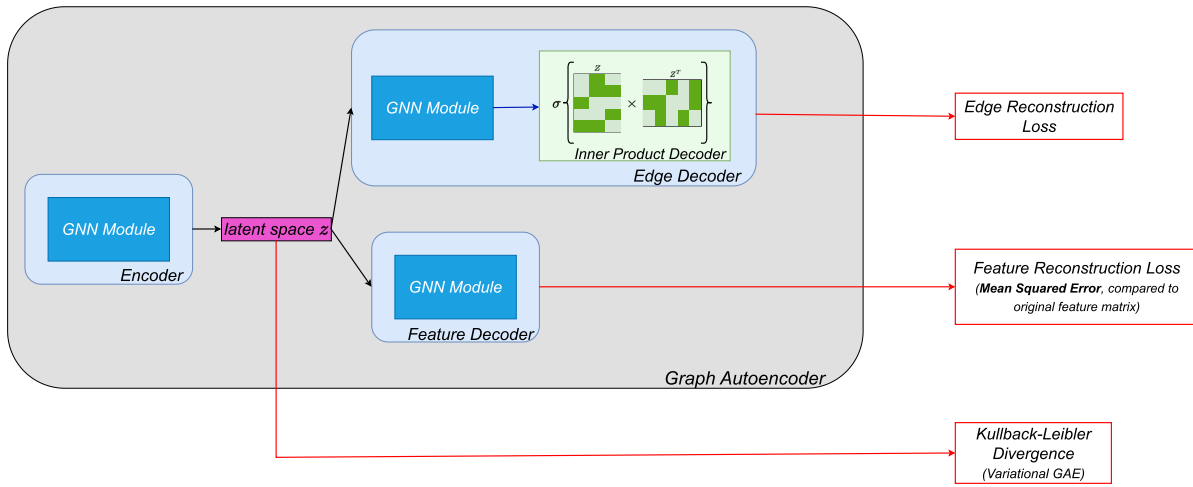 GNN Module
Encoder
latent space z
GNN Module
σ
z
×
z^T
Inner Product Decoder
Edge Decoder
GNN Module
Feature Decoder
Graph Autoencoder
Edge Reconstruction
Loss
Feature Reconstruction Loss
(Mean Squared Error, compared to
original feature matrix)
Kullback-Leibler
Divergence
(Variational GAE)